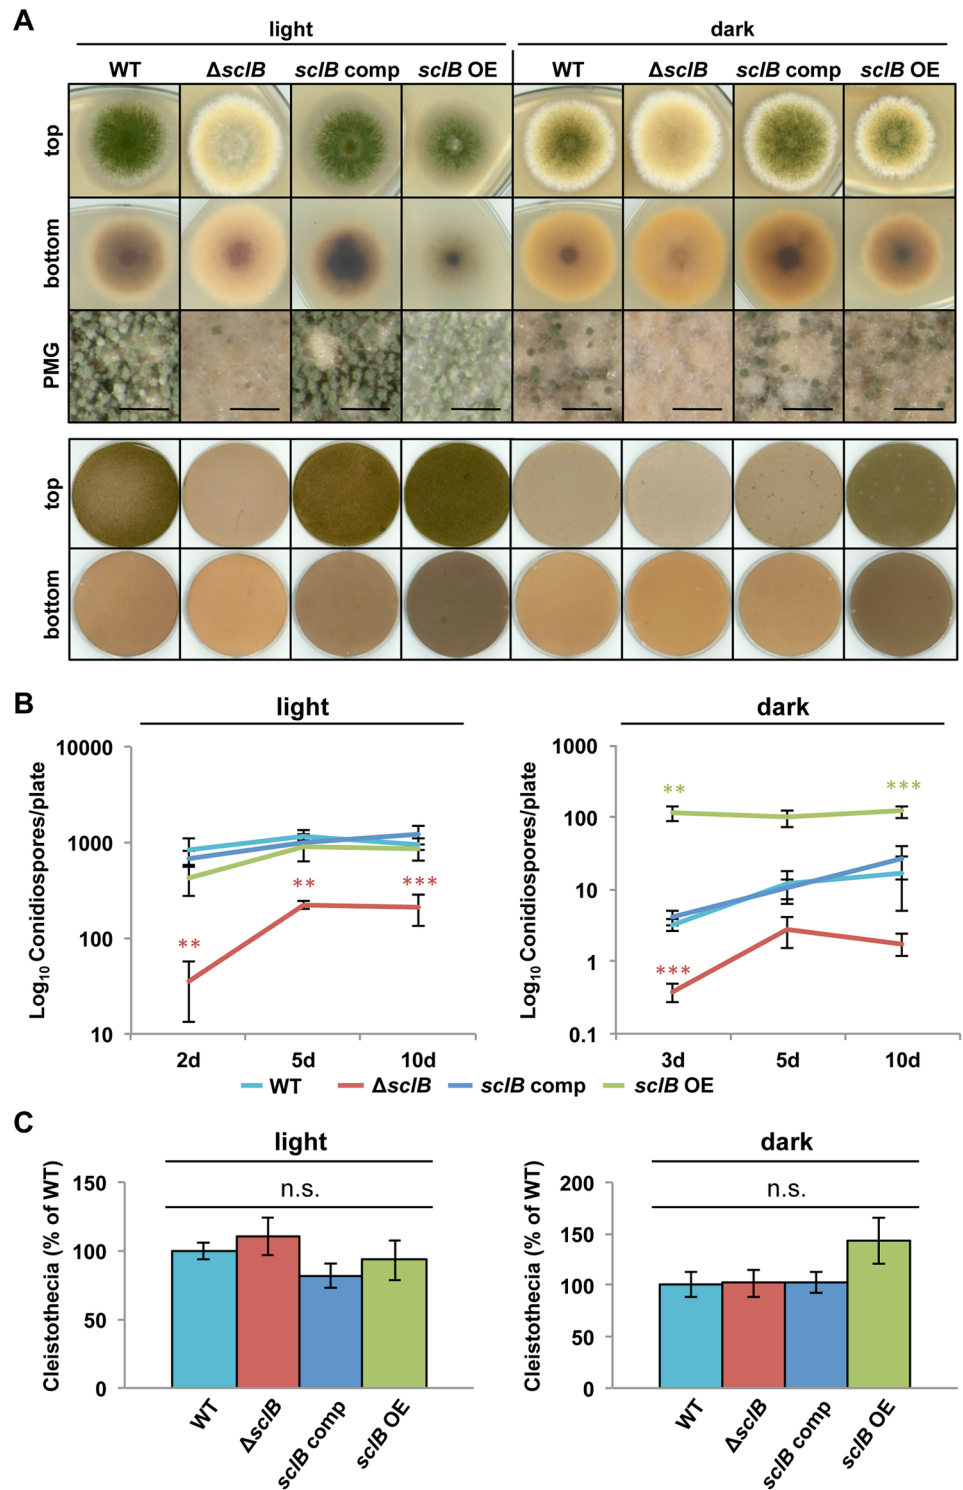 A
light dark
WT ΔsclB sclB comp sclB OE WT ΔsclB sclB comp sclB OE
top
bottom
PMG
top
bottom
B
light
dark
Log10 Conidiospores/plate
10000
1000
100
10
** ** ***
2d 5d 10d
Log10 Conidiospores/plate
1000
100
10
1
0.1
** *** ***
3d 5d 10d
WT ΔsclB sclB comp sclB OE
C
light
dark
Cleistothecia (% of WT)
150
100
50
0
n.s.
WT ΔsclB sclB comp sclB OE
Cleistothecia (% of WT)
200
150
100
50
0
n.s.
WT ΔsclB sclB comp sclB OE